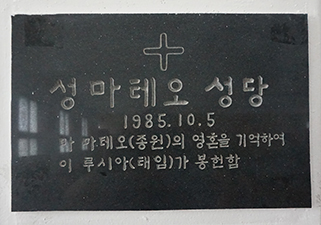 성 마테오 성당
1985.10.5
마테오(종원)의 영혼을 기억하여
이 루시아(태임)가 봉헌함